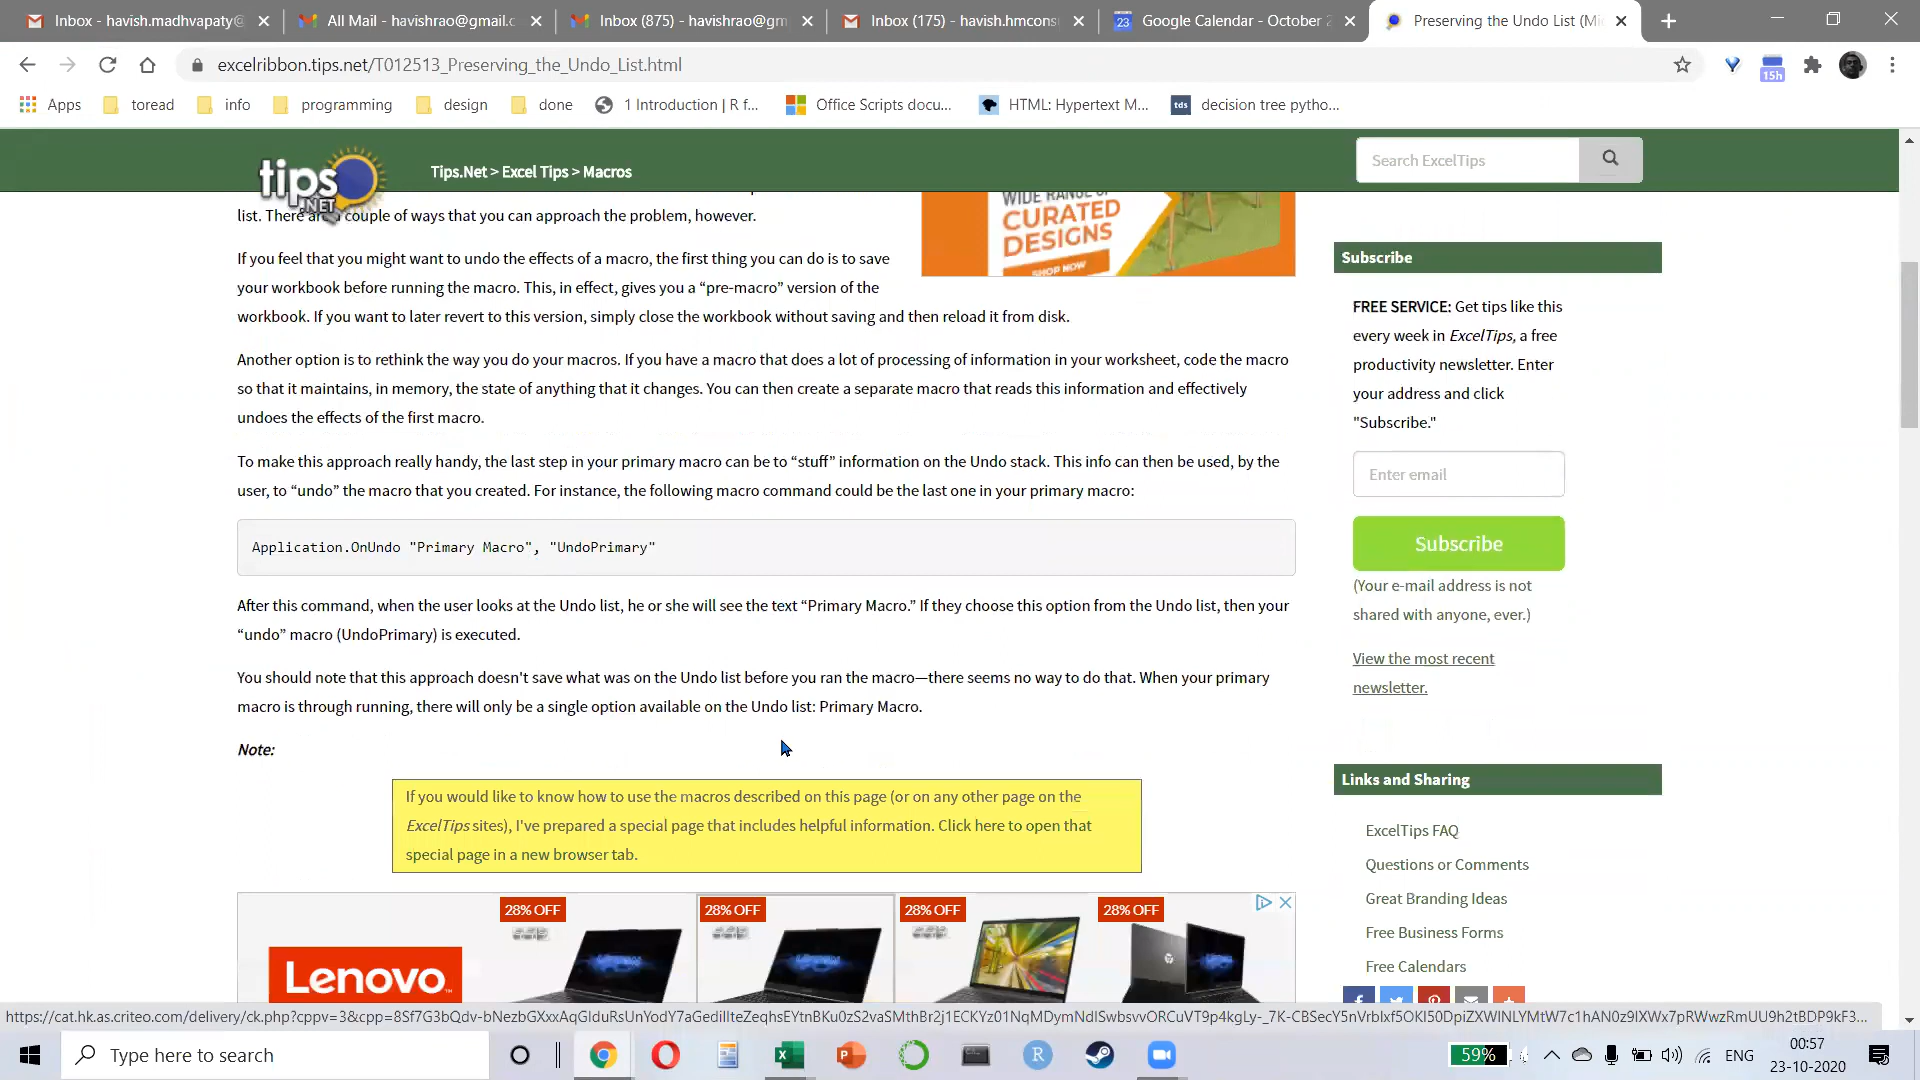 Inbox - havish.madhvapaty@
All Mail - havishrao@gmail.c
Inbox (875) - havishrao@gm
Inbox (175) - havish.hmcons
23
Google Calendar - October 2
Preserving the Undo List (Mi
excelribbon.tips.net/T012513_Preserving_the_Undo_List.html
15h
Apps
toread
info
programming
design
done
1 Introduction | R f...
Office Scripts docu...
HTML: Hypertext M...
tds
decision tree pytho...
tips
.NET
Tips.Net > Excel Tips > Macros
Search ExcelTips
list. There are a couple of ways that you can approach the problem, however.
WIDE RANGE OF
CURATED
DESIGNS
SHOP NOW
If you feel that you might want to undo the effects of a macro, the first thing you can do is to save
your workbook before running the macro. This, in effect, gives you a “pre-macro” version of the
workbook. If you want to later revert to this version, simply close the workbook without saving and then reload it from disk.
Another option is to rethink the way you do your macros. If you have a macro that does a lot of processing of information in your worksheet, code the macro
so that it maintains, in memory, the state of anything that it changes. You can then create a separate macro that reads this information and effectively
undoes the effects of the first macro.
To make this approach really handy, the last step in your primary macro can be to “stuff” information on the Undo stack. This info can then be used, by the
user, to “undo” the macro that you created. For instance, the following macro command could be the last one in your primary macro:
Application.OnUndo "Primary Macro", "UndoPrimary"
After this command, when the user looks at the Undo list, he or she will see the text “Primary Macro.” If they choose this option from the Undo list, then your
“undo” macro (UndoPrimary) is executed.
You should note that this approach doesn't save what was on the Undo list before you ran the macro—there seems no way to do that. When your primary
macro is through running, there will only be a single option available on the Undo list: Primary Macro.
Note:
If you would like to know how to use the macros described on this page (or on any other page on the
ExcelTips sites), I've prepared a special page that includes helpful information. Click here to open that
special page in a new browser tab.
28% OFF
28% OFF
28% OFF
28% OFF
Lenovo
Subscribe
FREE SERVICE: Get tips like this
every week in ExcelTips, a free
productivity newsletter. Enter
your address and click
"Subscribe."
Enter email
Subscribe
(Your e-mail address is not
shared with anyone, ever.)
View the most recent
newsletter.
Links and Sharing
ExcelTips FAQ
Questions or Comments
Great Branding Ideas
Free Business Forms
Free Calendars
Type here to search
59%
ENG
00:57
23-10-2020